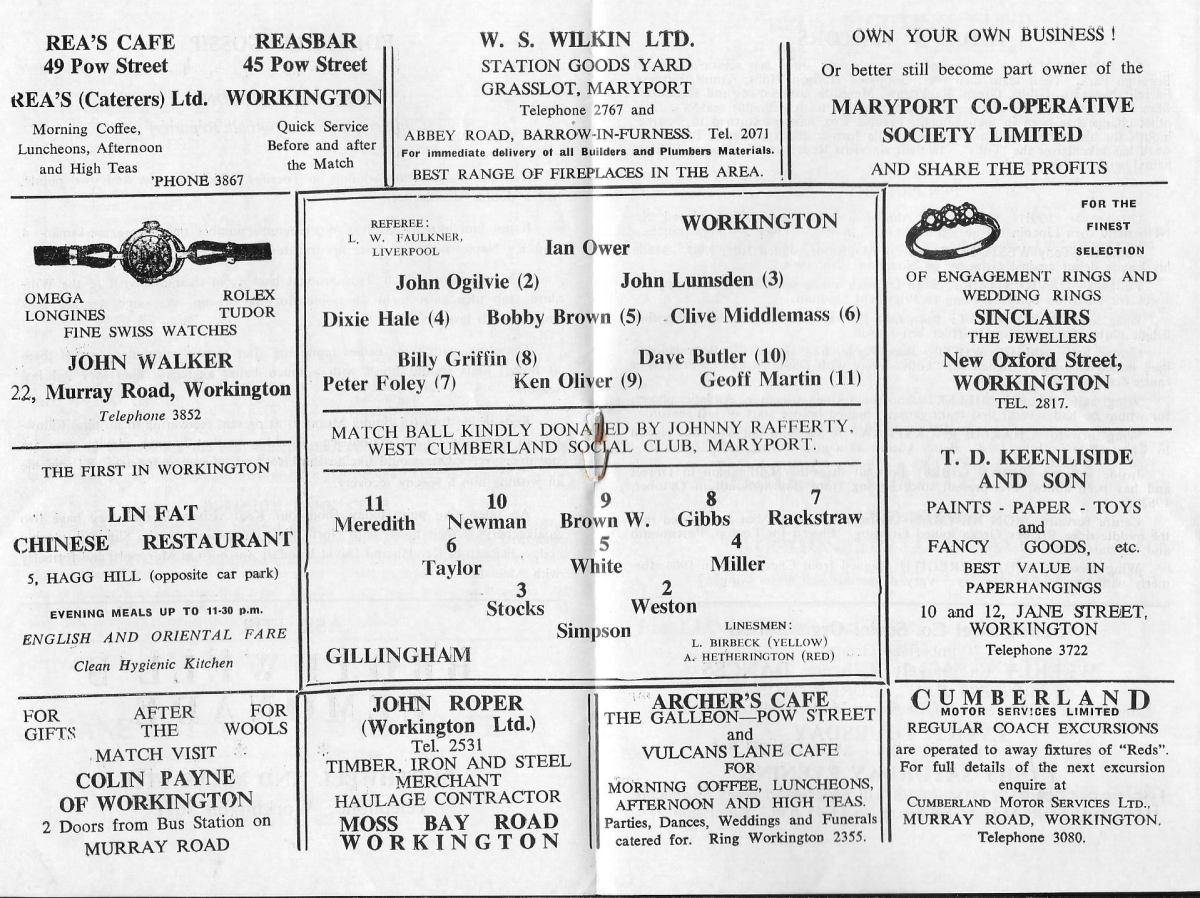 REA'S CAFE
49 Pow Street
REASBAR
45 Pow Street
REA'S (Caterers) Ltd. WORKINGTON
Morning Coffee,
Luncheons, Afternoon
and High Teas
Quick Service
Before and after
the Match
'PHONE 3867
W. S. WILKIN LTD.
STATION GOODS YARD
GRASSLOT, MARYPORT
Telephone 2767 and
ABBEY ROAD, BARROW-IN-FURNESS. Tel. 2071
For immediate delivery of all Builders and Plumbers Materials.
BEST RANGE OF FIREPLACES IN THE AREA.
OWN YOUR OWN BUSINESS !
Or better still become part owner of the
MARYPORT CO-OPERATIVE
SOCIETY LIMITED
AND SHARE THE PROFITS
OMEGA ROLEX
LONGINES TUDOR
FINE SWISS WATCHES
JOHN WALKER
22, Murray Road, Workington
Telephone 3852
REFEREE:
L. W. FAULKNER,
LIVERPOOL
WORKINGTON
Ian Ower
John Ogilvie (2) John Lumsden (3)
Dixie Hale (4) Bobby Brown (5) Clive Middlemass (6)
Billy Griffin (8) Dave Butler (10)
Peter Foley (7) Ken Oliver (9) Geoff Martin (11)
MATCH BALL KINDLY DONATED BY JOHNNY RAFFERTY,
WEST CUMBERLAND SOCIAL CLUB, MARYPORT.
11 10 9 8 7
Meredith Newman Brown W. Gibbs Rackstraw
6 5 4
Taylor White Miller
3 2
Stocks Weston
Simpson
LINESMEN:
L. BIRBECK (YELLOW)
A. HETHERINGTON (RED)
GILLINGHAM
FOR THE
FINEST
SELECTION
OF ENGAGEMENT RINGS AND
WEDDING RINGS
SINCLAIRS
THE JEWELLERS
New Oxford Street,
WORKINGTON
TEL. 2817.
THE FIRST IN WORKINGTON
LIN FAT
CHINESE RESTAURANT
5, HAGG HILL (opposite car park)
EVENING MEALS UP TO 11-30 p.m.
ENGLISH AND ORIENTAL FARE
Clean Hygienic Kitchen
T. D. KEENLISIDE
AND SON
PAINTS - PAPER - TOYS
and
FANCY GOODS, etc.
BEST VALUE IN
PAPERHANGINGS
10 and 12, JANE STREET,
WORKINGTON
Telephone 3722
FOR AFTER FOR
GIFTS THE WOOLS
MATCH VISIT
COLIN PAYNE
OF WORKINGTON
2 Doors from Bus Station on
MURRAY ROAD
JOHN ROPER
(Workington Ltd.)
Tel. 2531
TIMBER, IRON AND STEEL
MERCHANT
HAULAGE CONTRACTOR
MOSS BAY ROAD
WORKINGTON
ARCHER'S CAFE
THE GALLEON—POW STREET
and
VULCANS LANE CAFE
FOR
MORNING COFFEE, LUNCHEONS,
AFTERNOON AND HIGH TEAS.
Parties, Dances, Weddings and Funerals
catered for. Ring Workington 2355.
CUMBERLAND
MOTOR SERVICES LIMITED
REGULAR COACH EXCURSIONS
are operated to away fixtures of "Reds".
For full details of the next excursion
enquire at
CUMBERLAND MOTOR SERVICES LTD.,
MURRAY ROAD, WORKINGTON.
Telephone 3080.